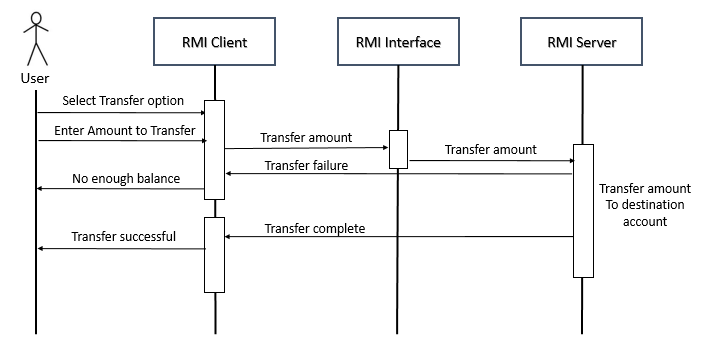 RMI Client
RMI Interface
RMI Server
User
Select Transfer option
Enter Amount to Transfer
Transfer amount
Transfer amount
Transfer failure
No enough balance
Transfer amount
To destination
account
Transfer complete
Transfer successful